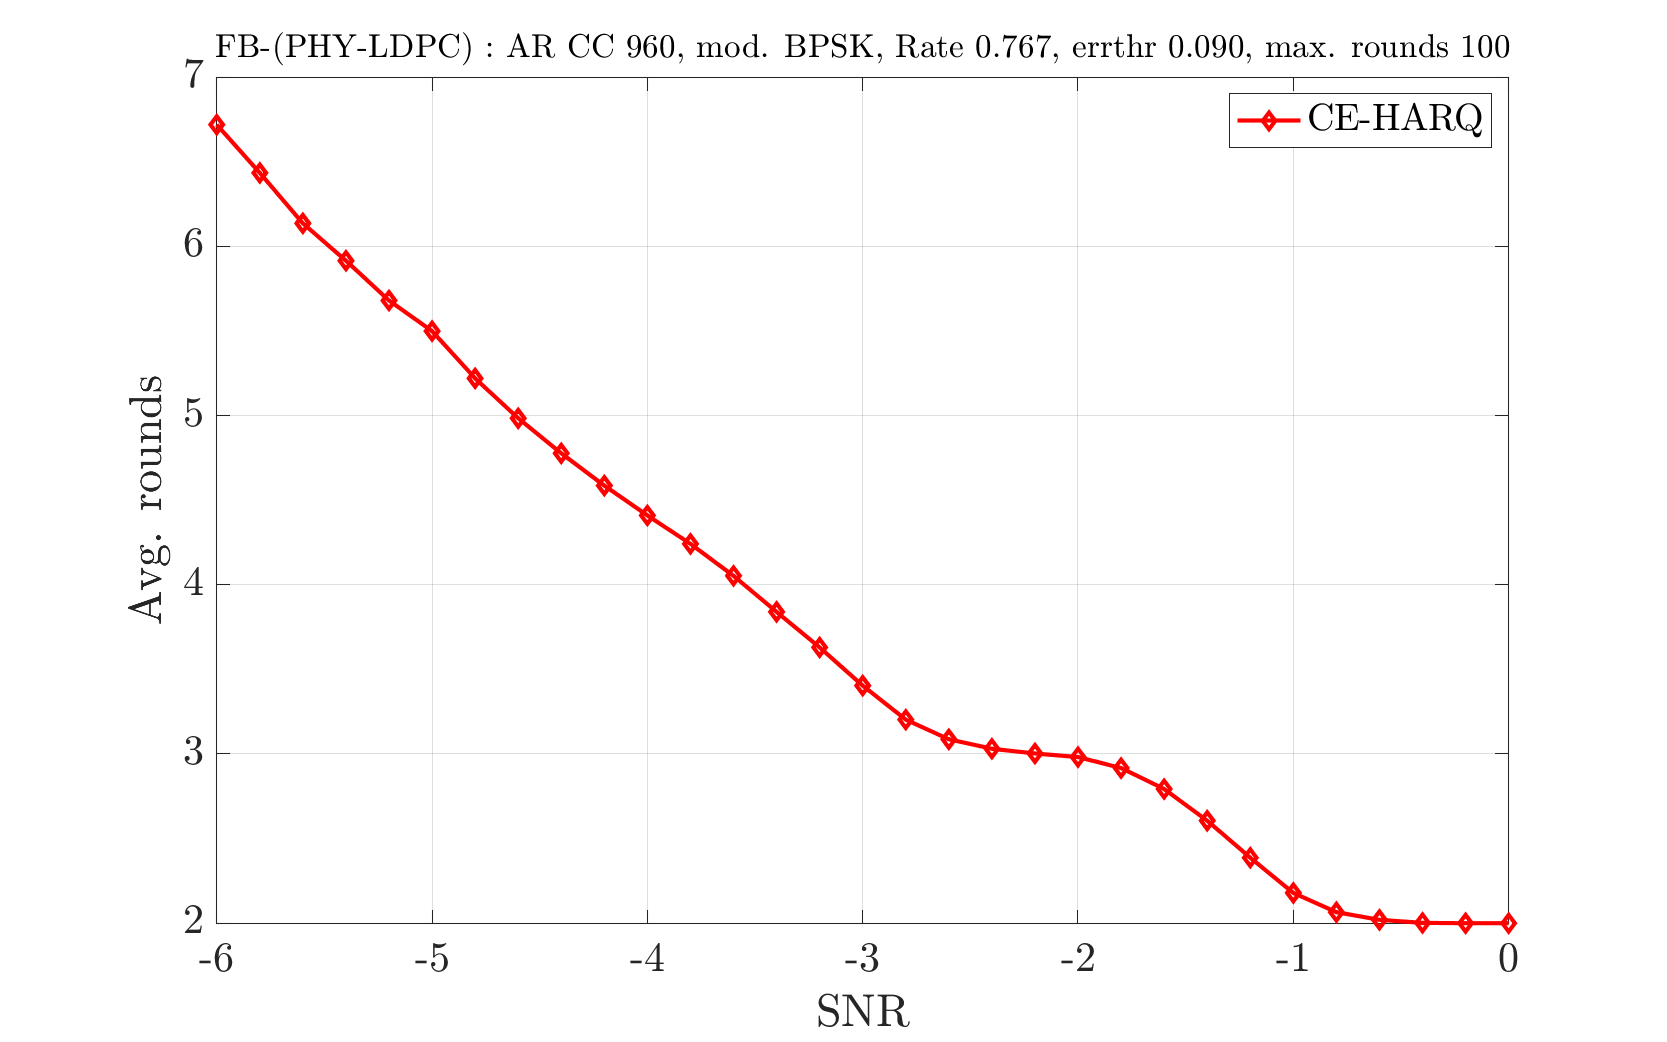 FB-(PHY-LDPC) : AR CC 960, mod. BPSK, Rate 0.767, errthr 0.090, max. rounds 100
CE-HARQ
7
6
5
4
3
2
Avg. rounds
-6 -5 -4 -3 -2 -1 0
SNR